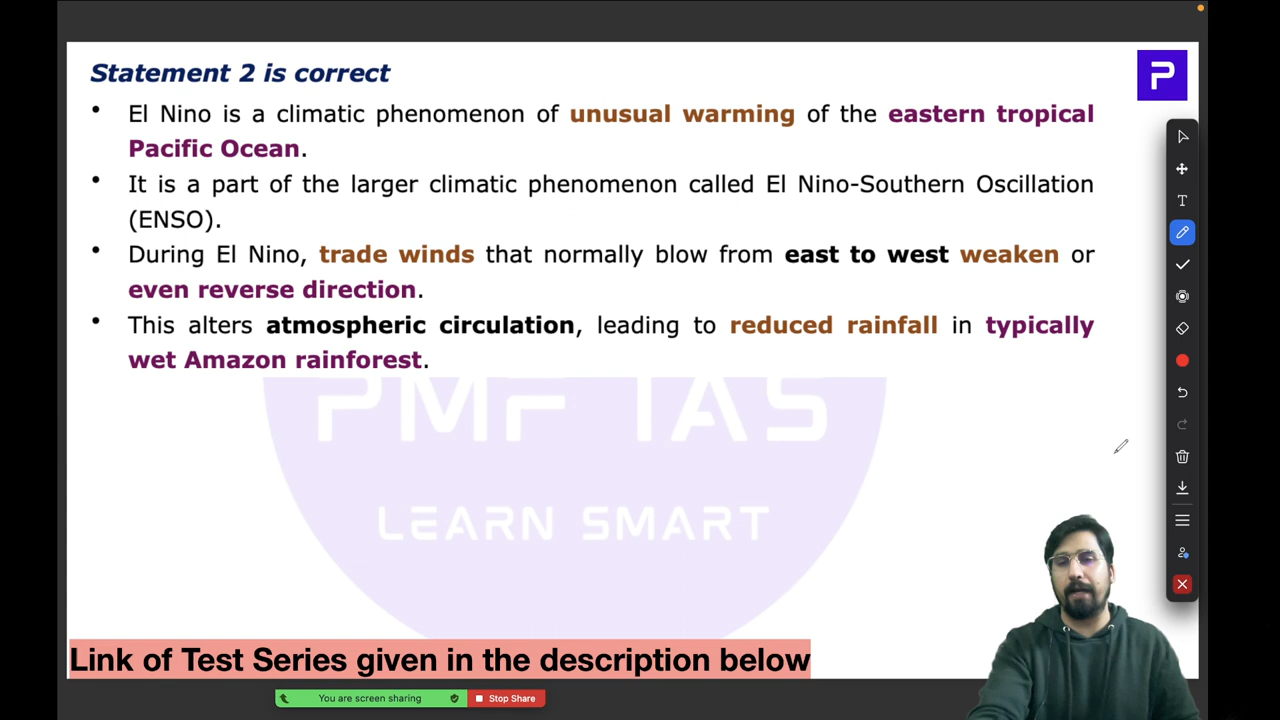 Statement 2 is correct
P
• El Nino is a climatic phenomenon of unusual warming of the eastern tropical
Pacific Ocean.
• It is a part of the larger climatic phenomenon called El Nino-Southern Oscillation
(ENSO).
• During El Nino, trade winds that normally blow from east to west weaken or
even reverse direction.
• This alters atmospheric circulation, leading to reduced rainfall in typically
wet Amazon rainforest.
PMF IAS
LEARN SMART
Link of Test Series given in the description below
You are screen sharing
Stop Share
T